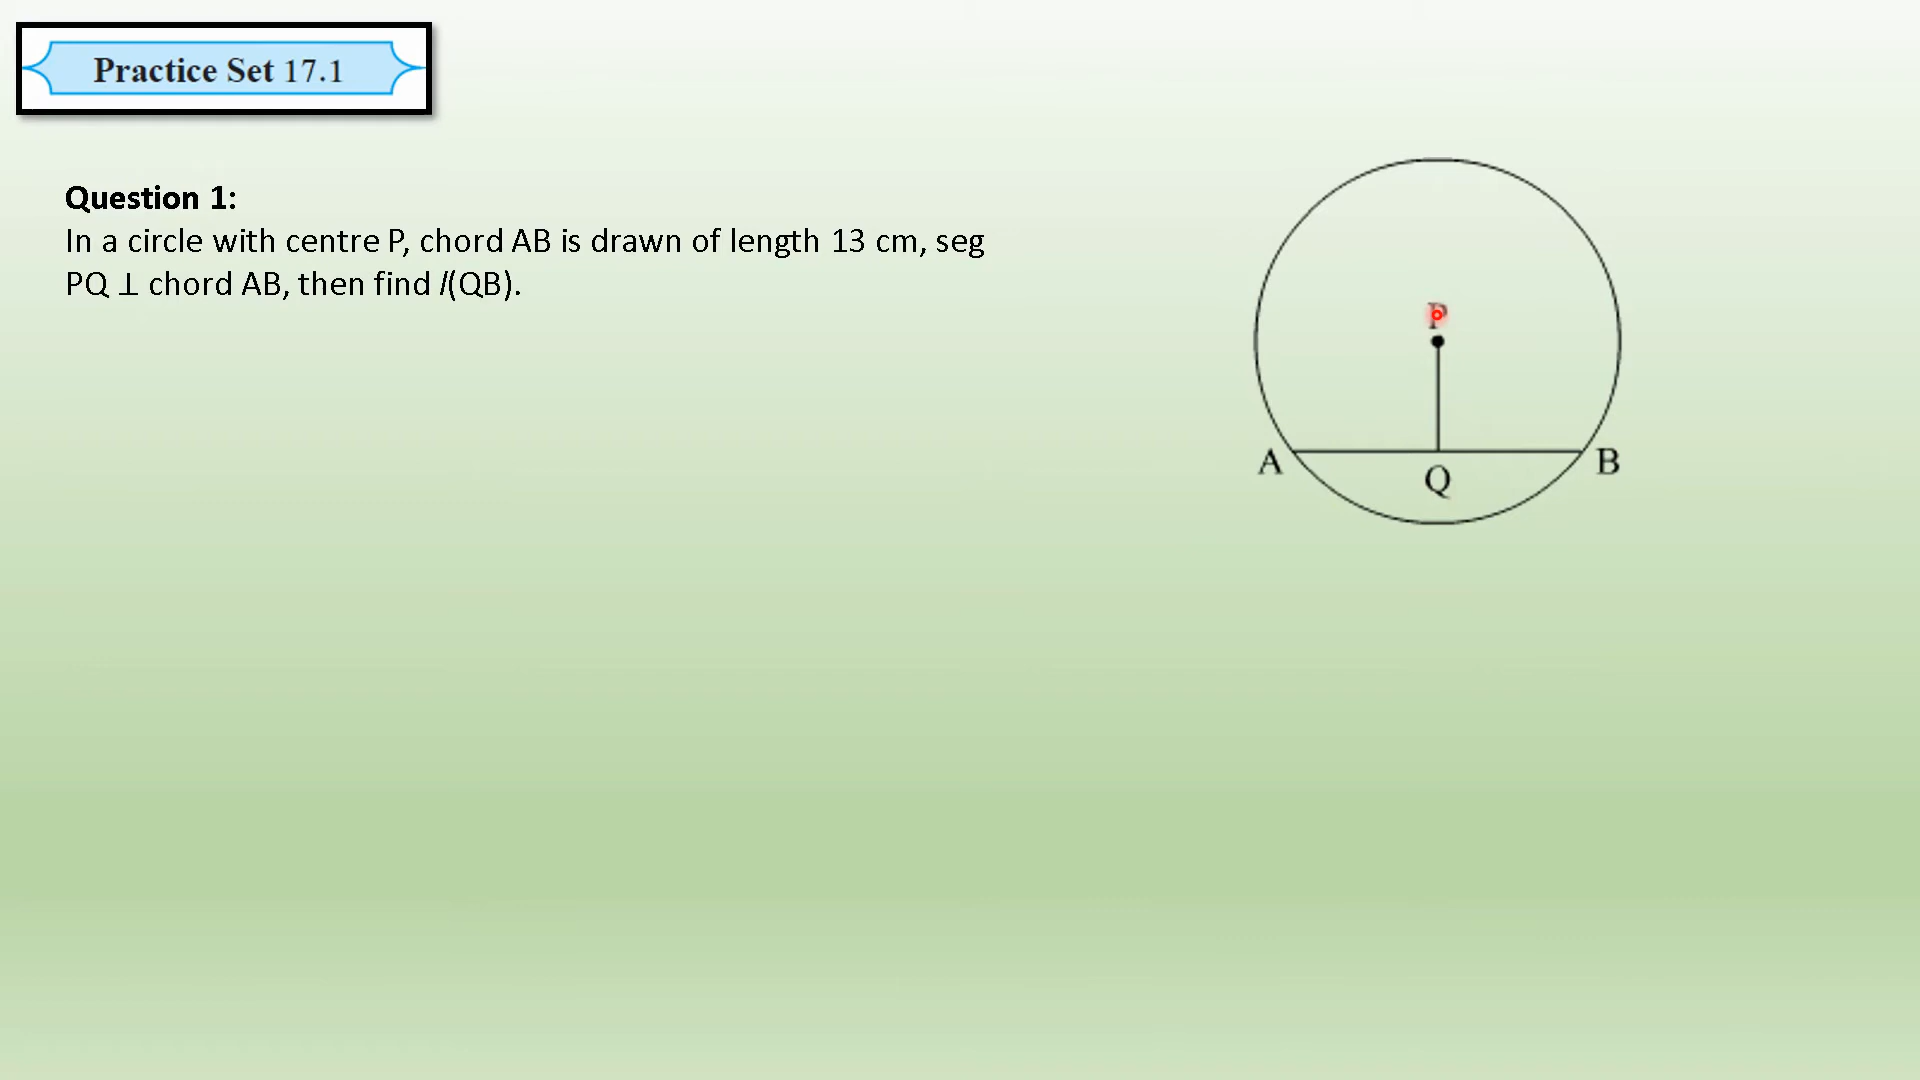 Practice Set 17.1
Question 1:
In a circle with centre P, chord AB is drawn of length 13 cm, seg
PQ ⊥ chord AB, then find l(QB).
P
A
B
Q